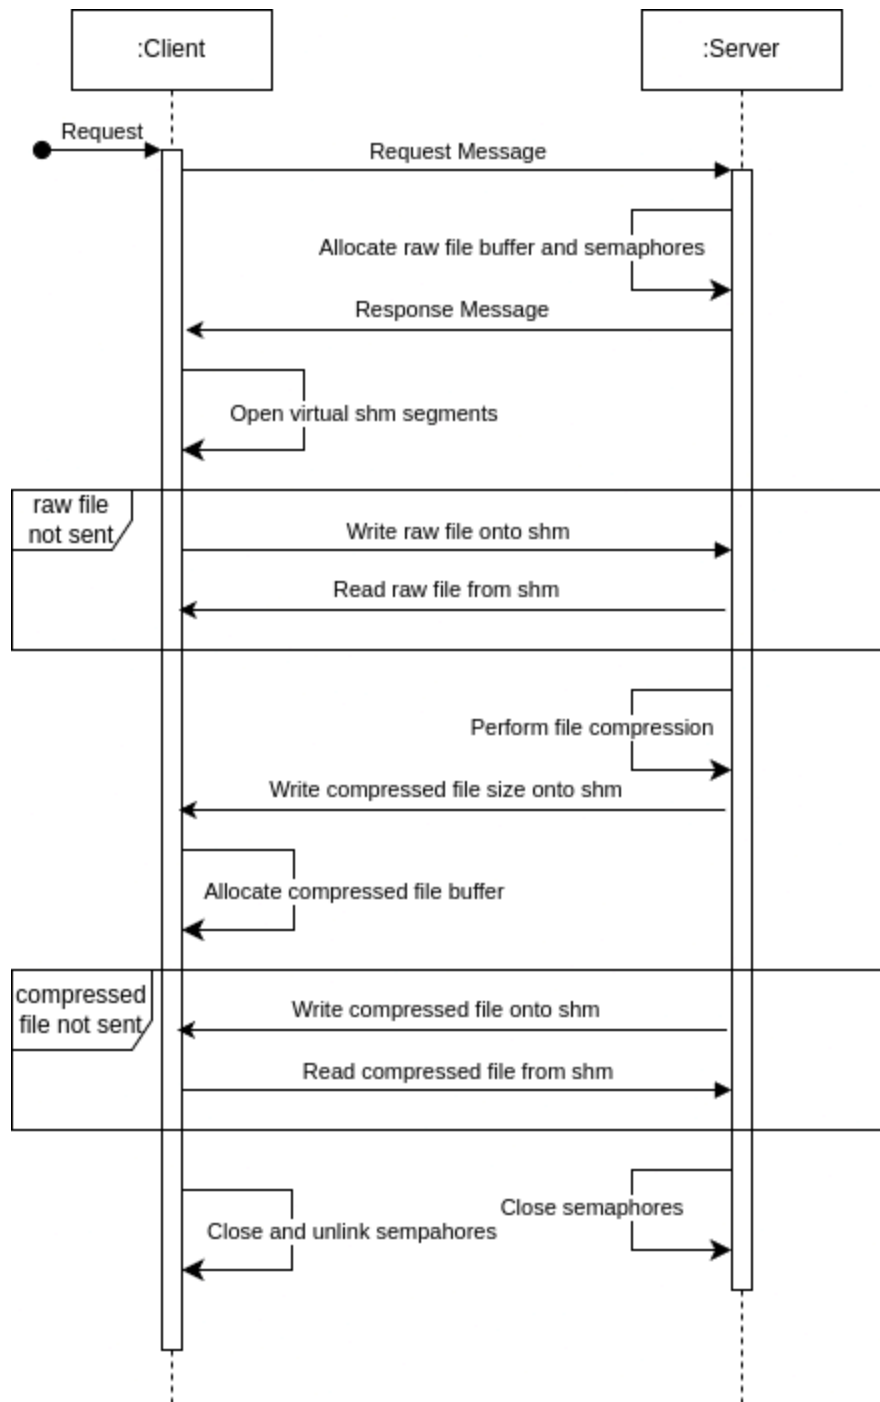 :Client
:Server
Request
Request Message
Allocate raw file buffer and semaphores
Response Message
Open virtual shm segments
raw file
not sent
Write raw file onto shm
Read raw file from shm
Perform file compression
Write compressed file size onto shm
Allocate compressed file buffer
compressed
file not sent
Write compressed file onto shm
Read compressed file from shm
Close semaphores
Close and unlink sempahores